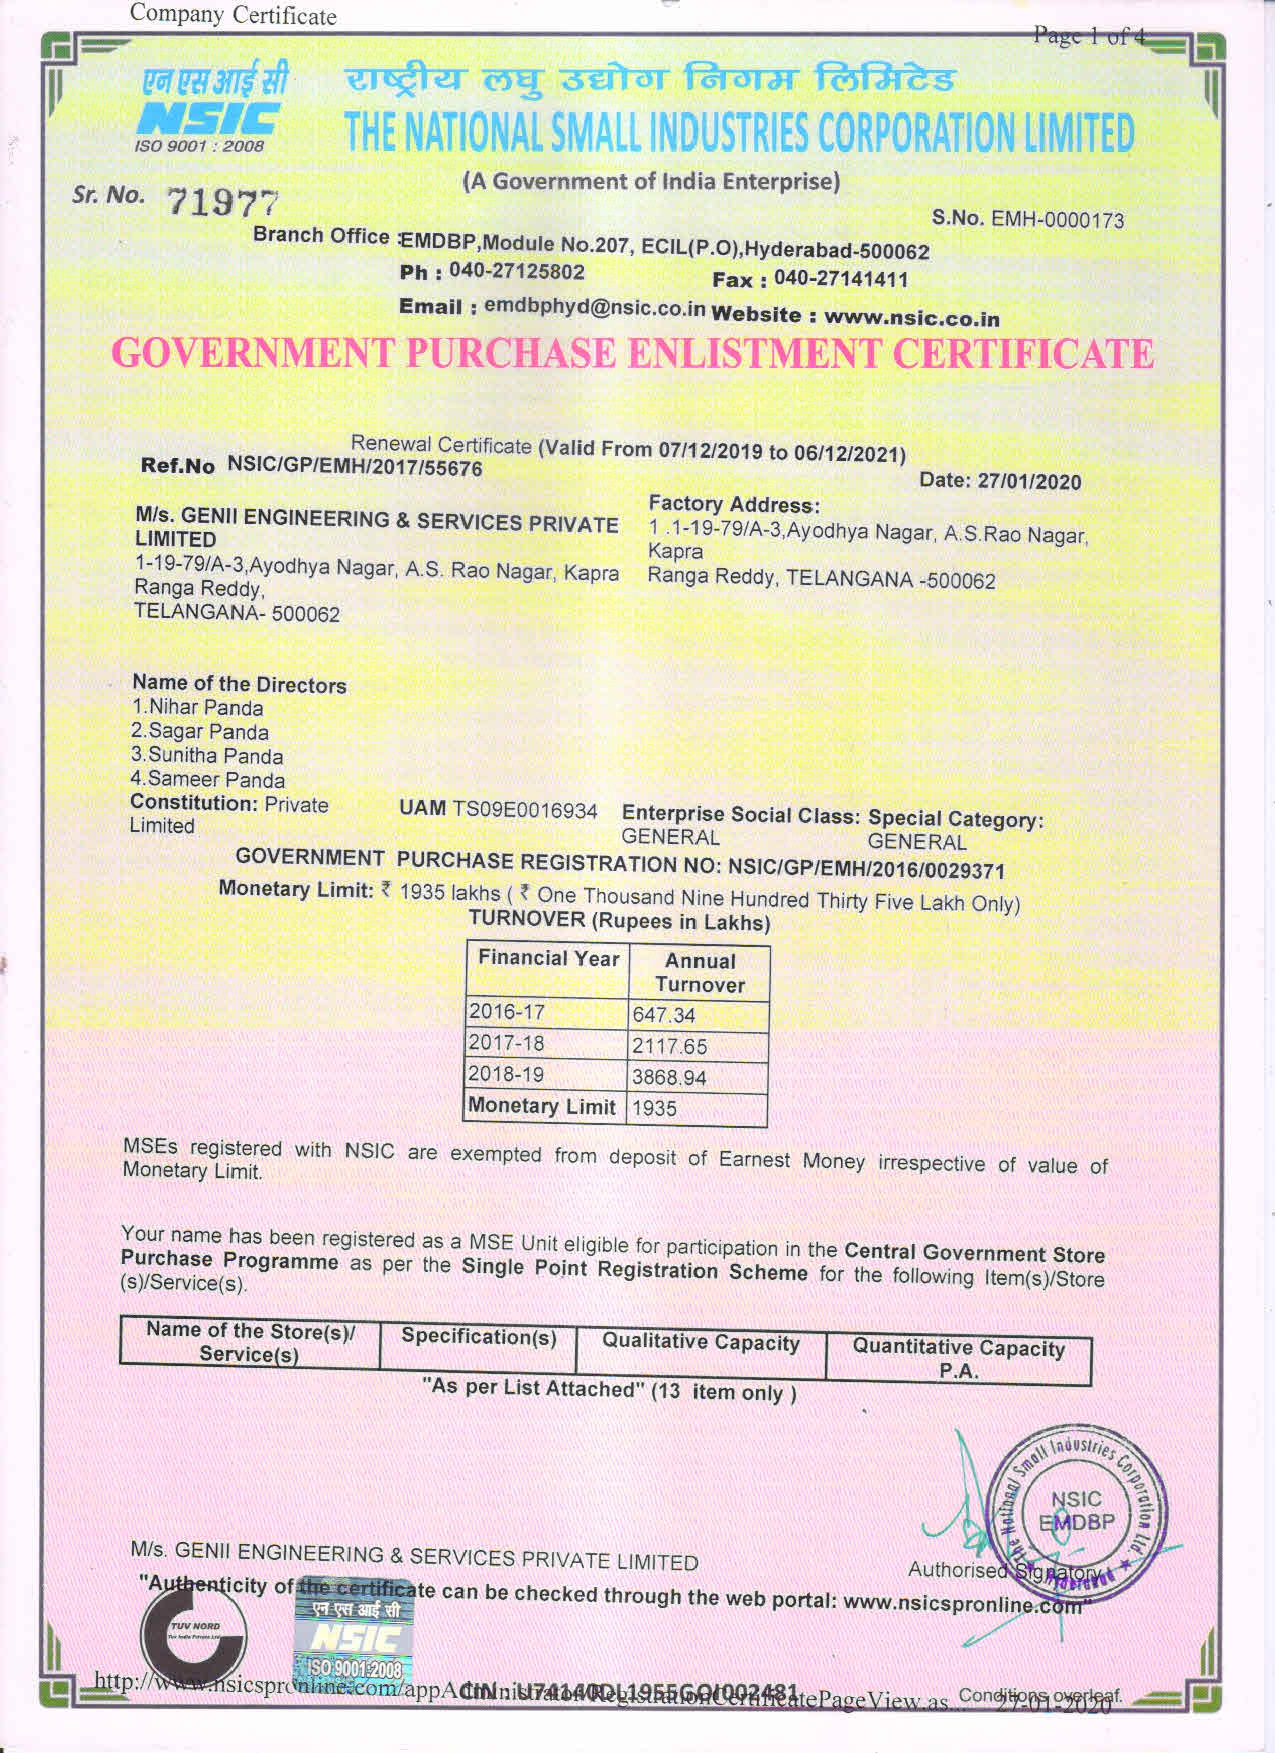 Company Certificate
Page 1 of 4
एन एस आई सी
NSIC
ISO 9001 : 2008
राष्ट्रीय लघु उद्योग निगम लिमिटेड
THE NATIONAL SMALL INDUSTRIES CORPORATION LIMITED
(A Government of India Enterprise)
Sr. No. 71977
S.No. EMH-0000173
Branch Office :EMDBP,Module No.207, ECIL(P.O),Hyderabad-500062
Ph : 040-27125802 Fax : 040-27141411
Email : emdbphyd@nsic.co.in Website : www.nsic.co.in
GOVERNMENT PURCHASE ENLISTMENT CERTIFICATE
Renewal Certificate (Valid From 07/12/2019 to 06/12/2021)
Ref.No NSIC/GP/EMH/2017/55676
Date: 27/01/2020
M/s. GENII ENGINEERING & SERVICES PRIVATE
LIMITED
1-19-79/A-3,Ayodhya Nagar, A.S. Rao Nagar, Kapra
Ranga Reddy,
TELANGANA- 500062
Factory Address:
1 .1-19-79/A-3,Ayodhya Nagar, A.S.Rao Nagar,
Kapra
Ranga Reddy, TELANGANA -500062
Name of the Directors
1.Nihar Panda
2.Sagar Panda
3.Sunitha Panda
4.Sameer Panda
Constitution: Private
Limited
UAM TS09E0016934
Enterprise Social Class:
GENERAL
Special Category:
GENERAL
GOVERNMENT PURCHASE REGISTRATION NO: NSIC/GP/EMH/2016/0029371
Monetary Limit: ₹ 1935 lakhs ( ₹ One Thousand Nine Hundred Thirty Five Lakh Only)
TURNOVER (Rupees in Lakhs)
Financial Year Annual
Turnover
2016-17 647.34
2017-18 2117.65
2018-19 3868.94
Monetary Limit 1935
MSEs registered with NSIC are exempted from deposit of Earnest Money irrespective of value of
Monetary Limit.
Your name has been registered as a MSE Unit eligible for participation in the Central Government Store
Purchase Programme as per the Single Point Registration Scheme for the following Item(s)/Store
(s)/Service(s).
Name of the Store(s)/
Service(s)
Specification(s)
Qualitative Capacity
Quantitative Capacity
P.A.
"As per List Attached" (13 item only )
The National Small Industries Corporation Ltd.
NSIC
EMDBP
Hyderabad
M/s. GENII ENGINEERING & SERVICES PRIVATE LIMITED
Authorised Signatory
"Authenticity of the certificate can be checked through the web portal: www.nsicspronline.com"
TUV NORD
Tuv India Private Ltd
एन एस आई सी
NSIC
ISO 9001:2008
http://www.nsicspronline.com/appAdministrator/RegistrationCertificatePageView.as...
CIN : U74140DL1955GOI002481
Conditions overleaf.
27-01-2020